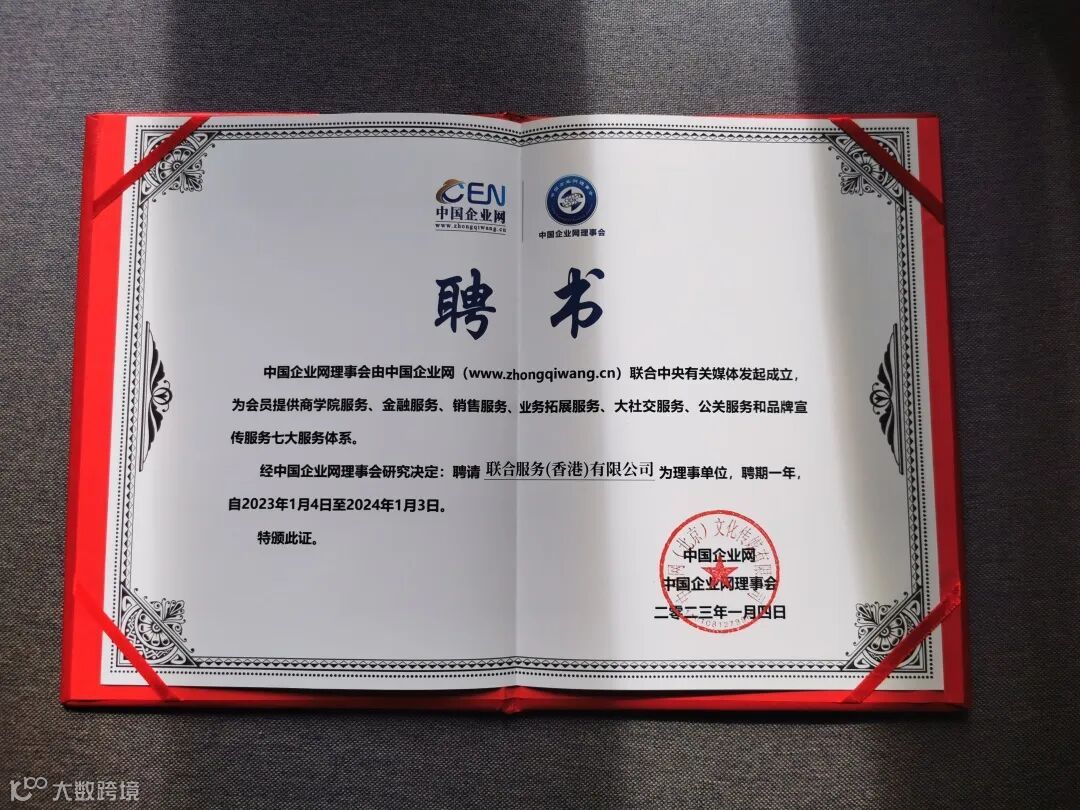 CEN
中国企业网
www.zhongqiwang.cn
中国企业网理事会
聘 书
中国企业网理事会由中国企业网（www.zhongqiwang.cn）联合中央有关媒体发起成立，
为会员提供商学院服务、金融服务、销售服务、业务拓展服务、大社交服务、公关服务和品牌宣
传服务七大服务体系。
经中国企业网理事会研究决定：聘请 联合服务(香港)有限公司 为理事单位，聘期一年，
自2023年1月4日至2024年1月3日。
特颁此证。
中国企业网
中国企业网理事会
二零二三年一月四日
（北京）文化传媒有限
大数跨境